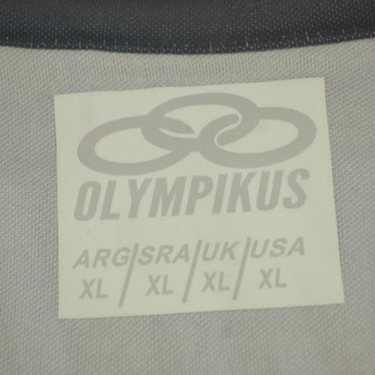 OLYMPIKUS
ARG/SRA/UK/USA
XL / XL / XL / XL